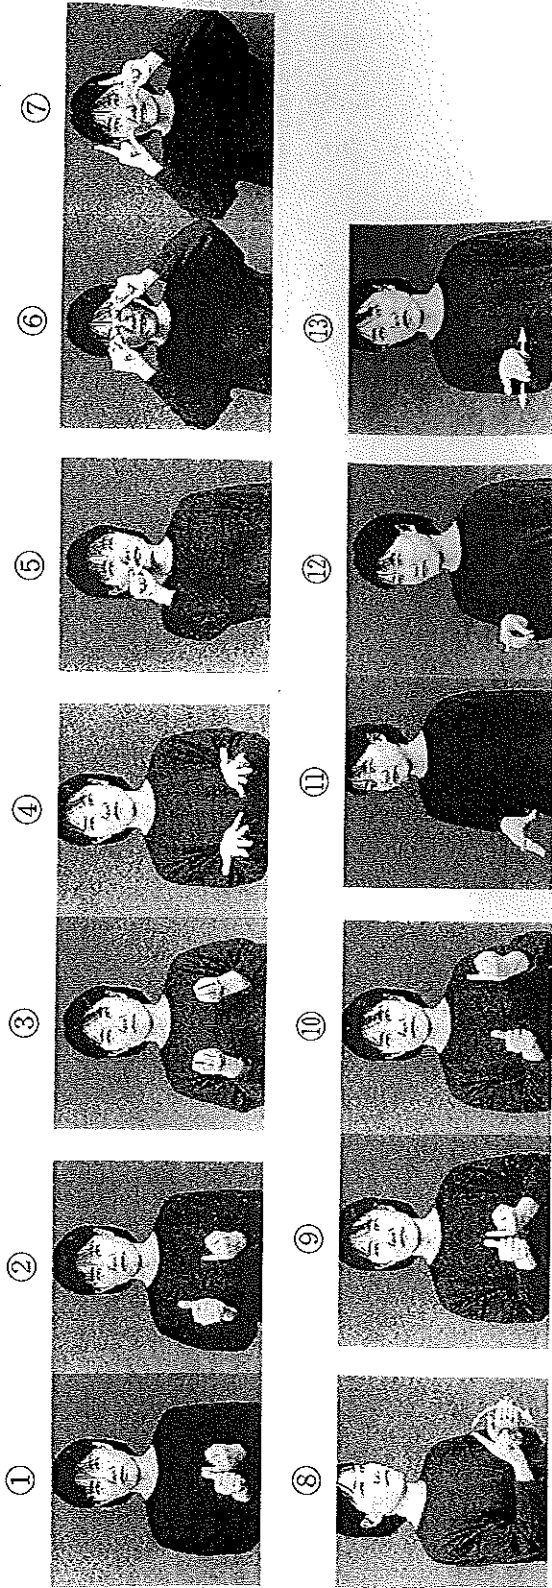 ① ② ③ ④ ⑤ ⑥ ⑦
⑧ ⑨ ⑩ ⑪ ⑫ ⑬